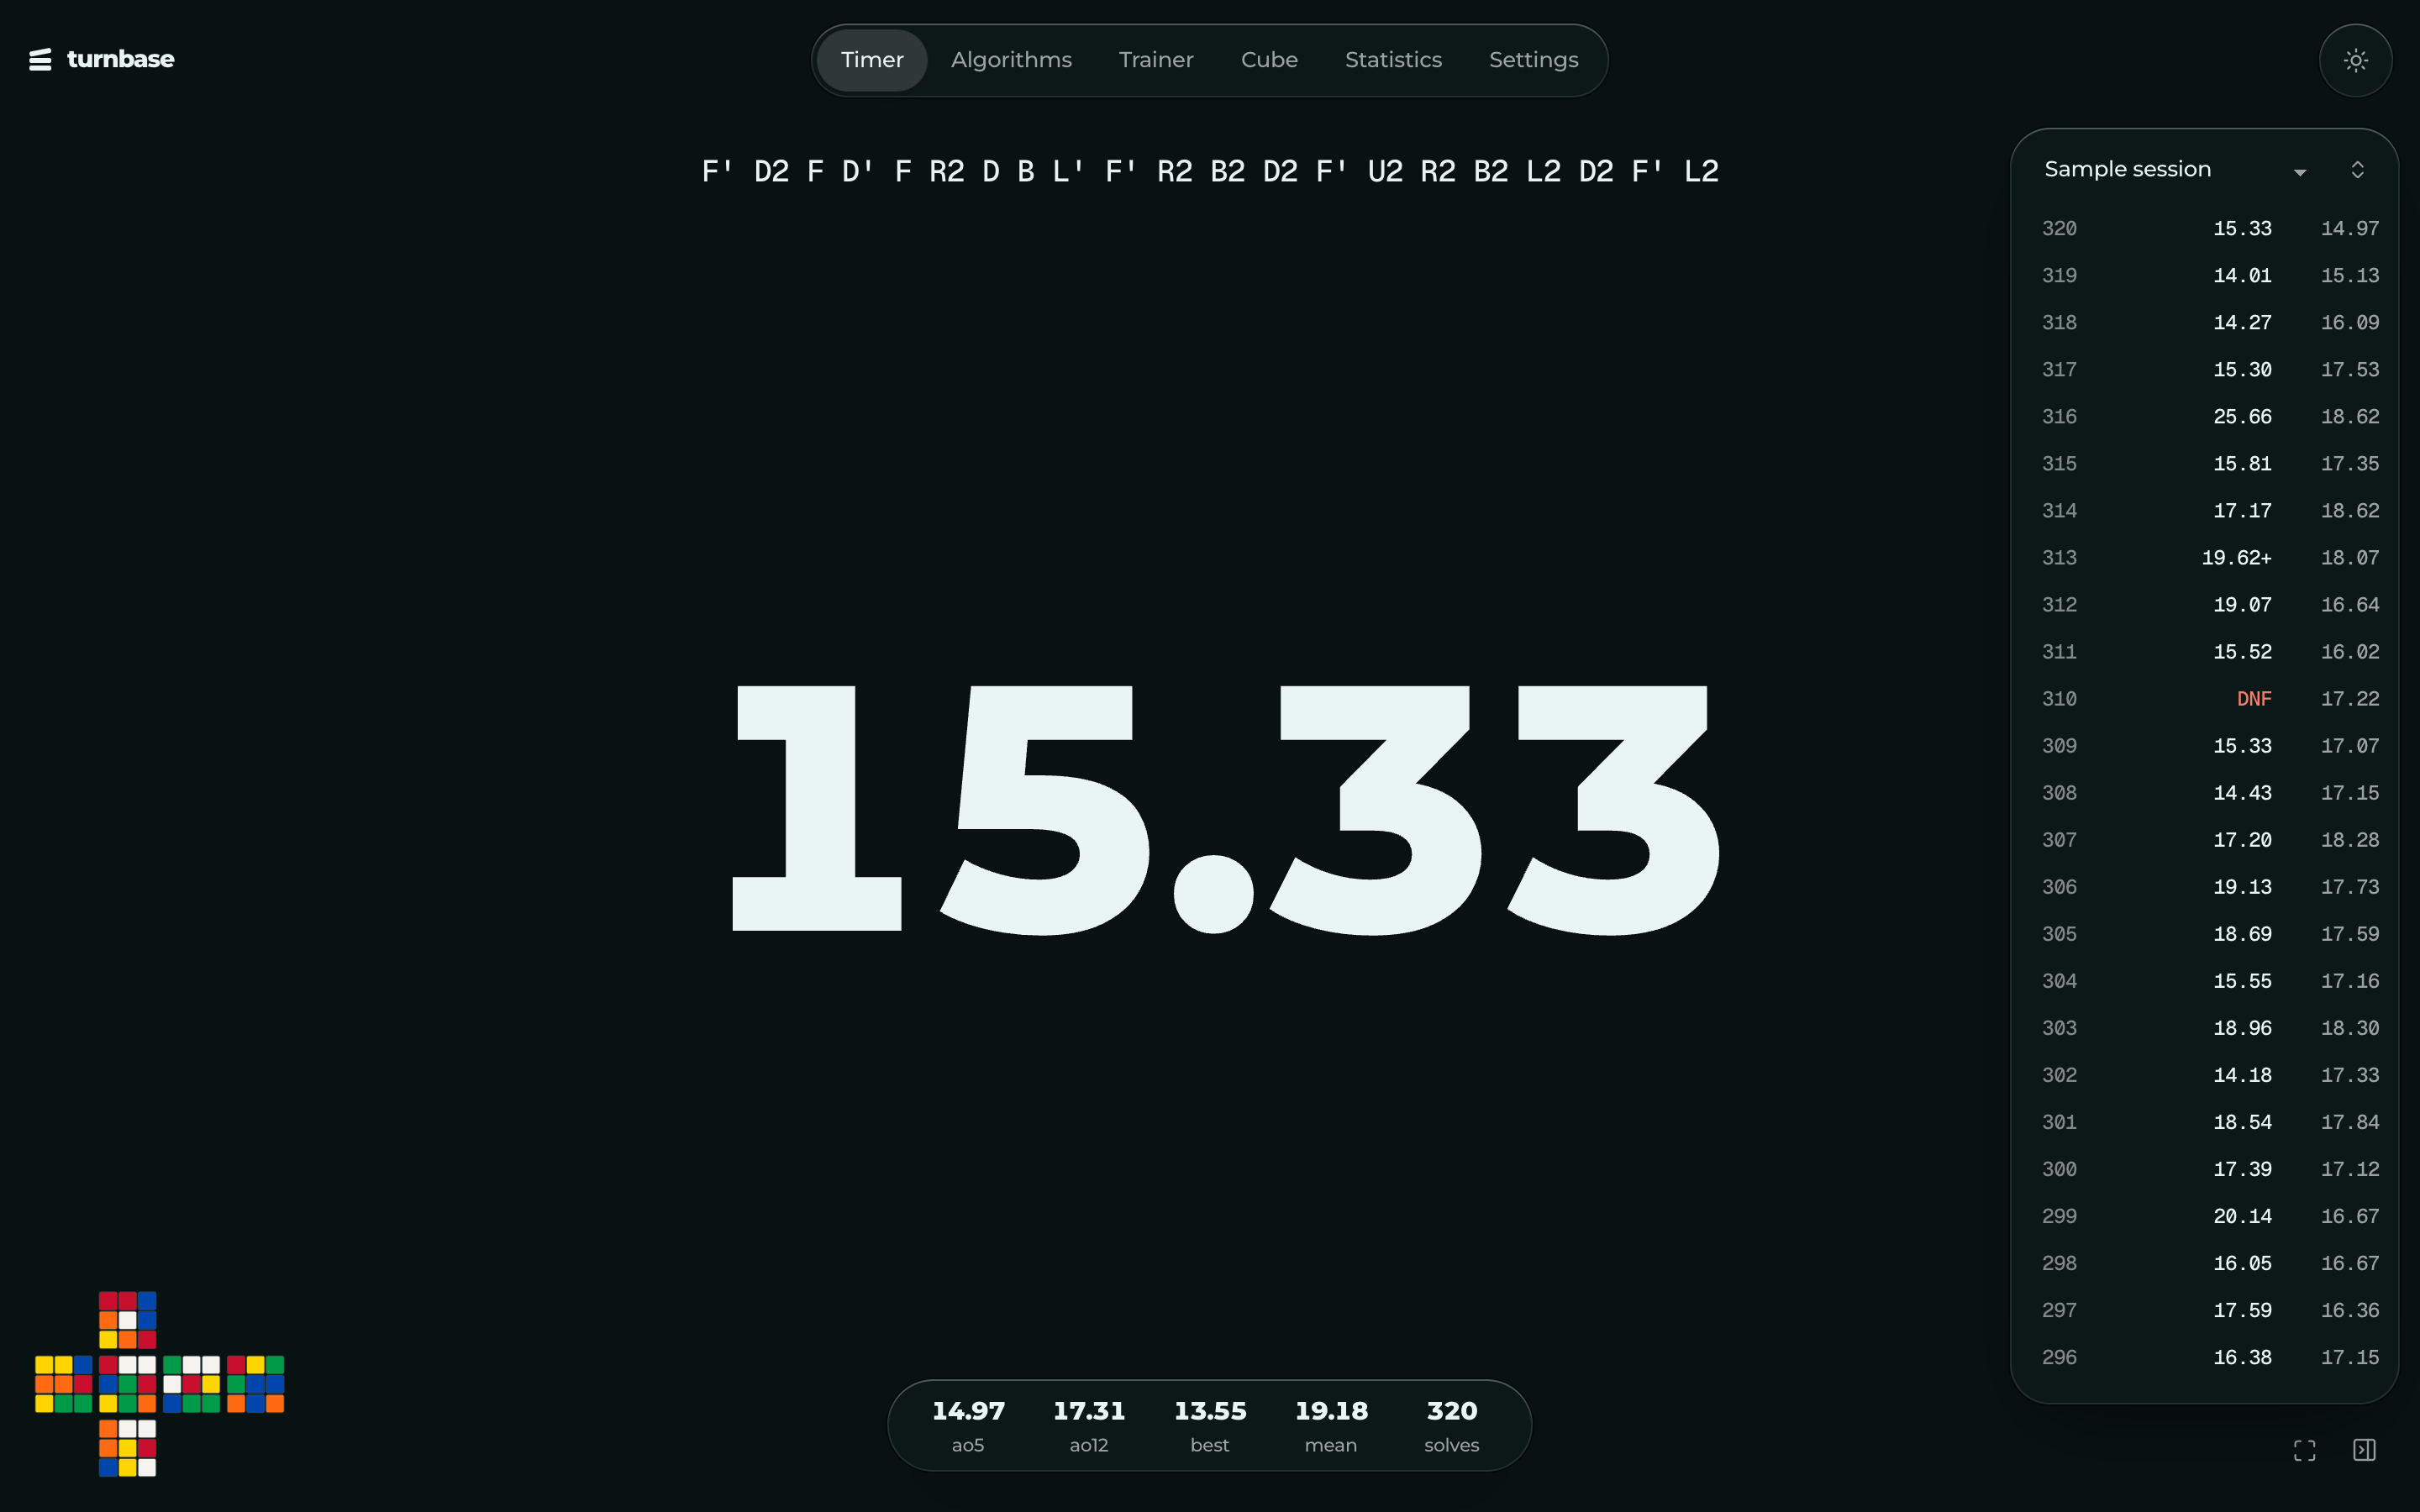 turnbase
Timer Algorithms Trainer Cube Statistics Settings
F' D2 F D' F R2 D B L' F' R2 B2 D2 F' U2 R2 B2 L2 D2 F' L2
15.33
14.97 17.31 13.55 19.18 320
ao5 ao12 best mean solves
Sample session
320 15.33 14.97
319 14.01 15.13
318 14.27 16.09
317 15.30 17.53
316 25.66 18.62
315 15.81 17.35
314 17.17 18.62
313 19.62+ 18.07
312 19.07 16.64
311 15.52 16.02
310 DNF 17.22
309 15.33 17.07
308 14.43 17.15
307 17.20 18.28
306 19.13 17.73
305 18.69 17.59
304 15.55 17.16
303 18.96 18.30
302 14.18 17.33
301 18.54 17.84
300 17.39 17.12
299 20.14 16.67
298 16.05 16.67
297 17.59 16.36
296 16.38 17.15